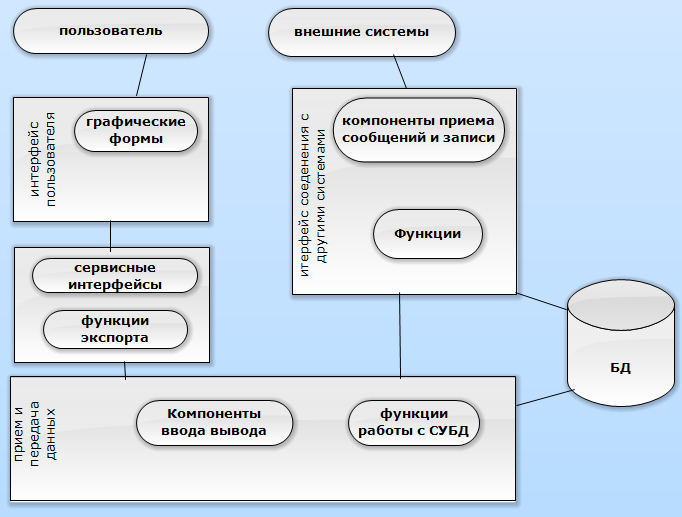 пользователь
внешние системы
интерфейс
пользователя
графические
формы
итерфейс соеденения с
другими системами
компоненты приема
сообщений и записи
Функции
сервисные
интерфейсы
функции
экспорта
БД
прием и
передача
данных
Компоненты
ввода вывода
функции
работы с СУБД